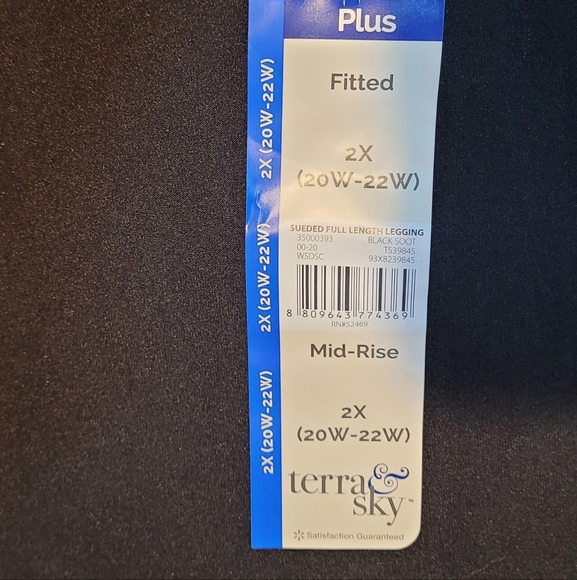 Plus
Fitted
2X
(20W-22W)
SUEDED FULL LENGTH LEGGING
35000393 BLACK SOOT
00-20 TS39845
WSDSC 93X8239845
8 809643 774369
RN#52469
Mid-Rise
2X
(20W-22W)
terra & sky™
Satisfaction Guaranteed
2X (20W-22W)
2X (20W-22W)
2X (20W-22W)